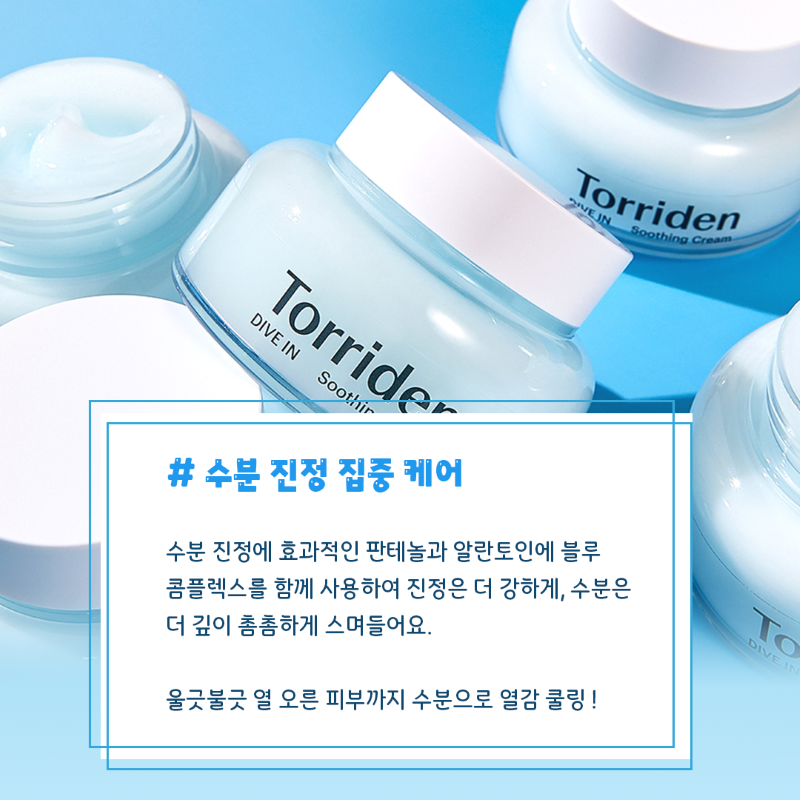 Torriden
DIVE IN Soothing Cream
Torriden
DIVE IN
# 수분 진정 집중 케어
수분 진정에 효과적인 판테놀과 알란토인에 블루
콤플렉스를 함께 사용하여 진정은 더 강하게, 수분은
더 깊이 촘촘하게 스며들어요.
울긋불긋 열 오른 피부까지 수분으로 열감 쿨링 !
To
DIVE IN